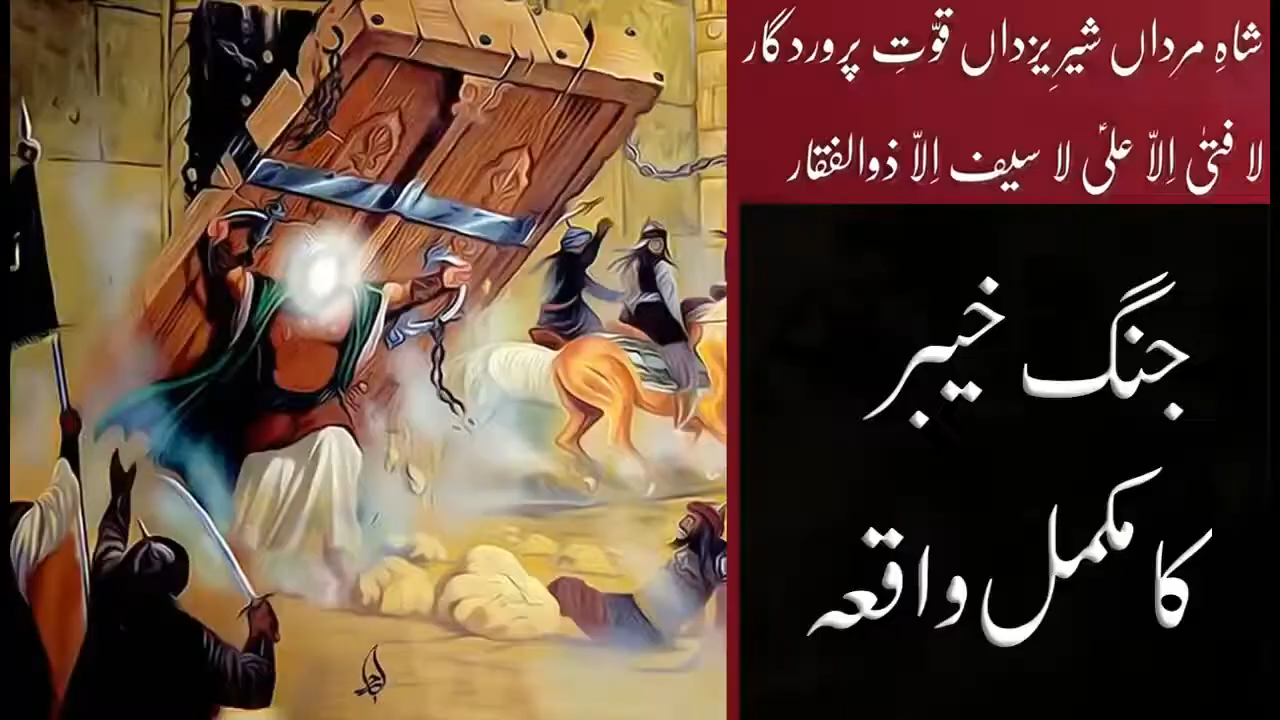 شاہِ مرداں شیرِ یزداں قوّتِ پروردگار
لا فتیٰ اِلاّ علیؑ لا سیف اِلاّ ذوالفقار
جنگ خیبر
کا مکمل واقعہ